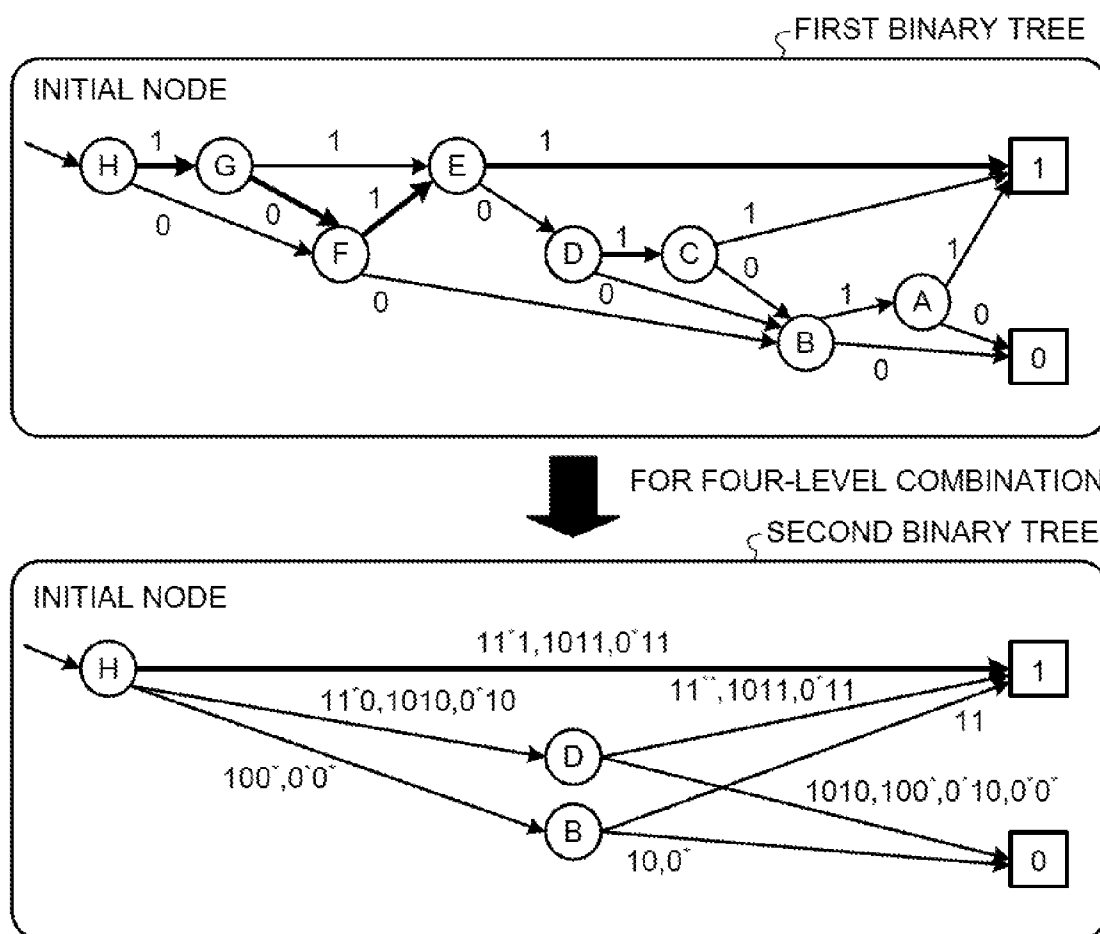 FIRST BINARY TREE
INITIAL NODE
1 1 1
H G E 1
0 0 1 0 1
F D 1 C 0 1
0 0 B 1 A 0
0 0
FOR FOUR-LEVEL COMBINATION
SECOND BINARY TREE
INITIAL NODE
11*1,1011,0*11
H 1
11*0,1010,0*10 11**,1011,0*11
11
100*,0*0* D 1010,100*,0*10,0*0*
B
10,0* 0